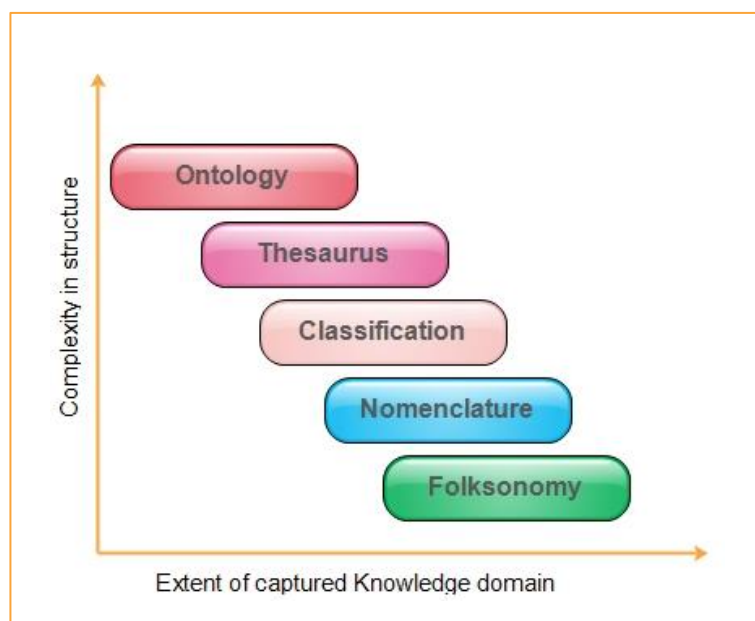 Complexity in structure
Ontology
Thesaurus
Classification
Nomenclature
Folksonomy
Extent of captured Knowledge domain